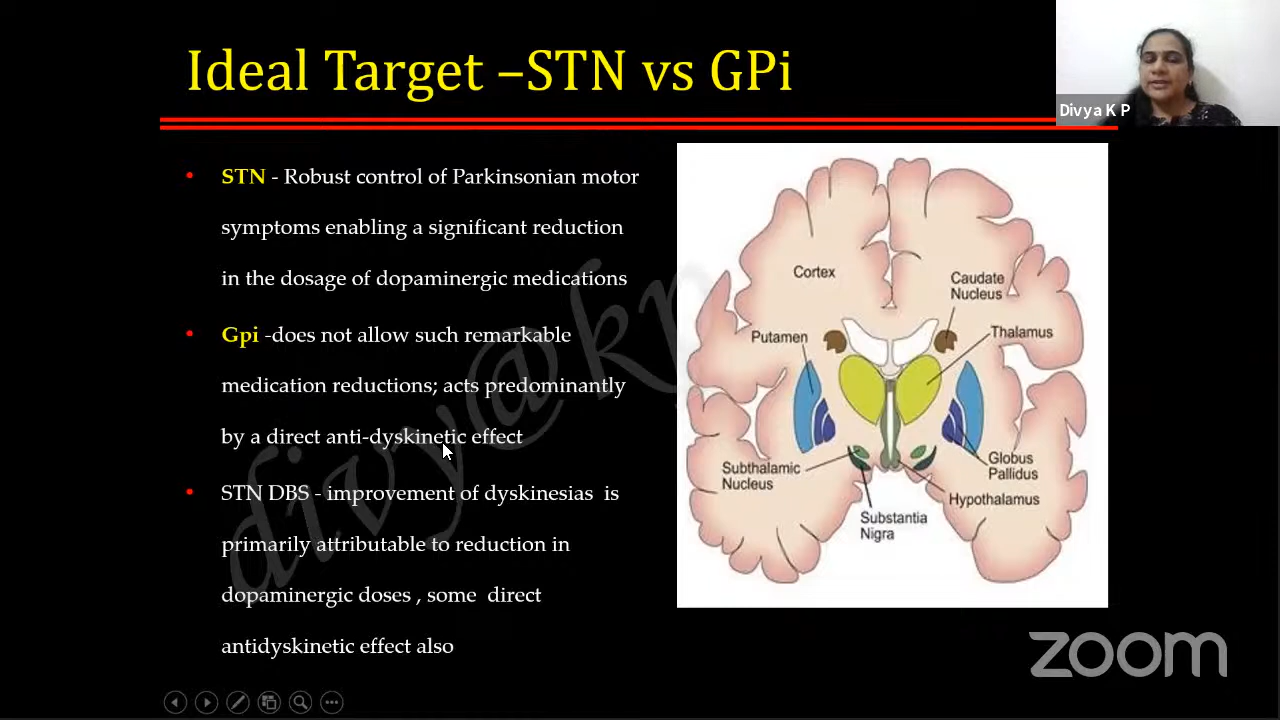 Ideal Target –STN vs GPi
Divya K P
• STN - Robust control of Parkinsonian motor
symptoms enabling a significant reduction
in the dosage of dopaminergic medications
• Gpi -does not allow such remarkable
medication reductions; acts predominantly
by a direct anti-dyskinetic effect
• STN DBS - improvement of dyskinesias is
primarily attributable to reduction in
dopaminergic doses , some direct
antidyskinetic effect also
Cortex
Caudate
Nucleus
Putamen
Thalamus
Subthalamic
Nucleus
Globus
Pallidus
Hypothalamus
Substantia
Nigra
divy@kp
zoom